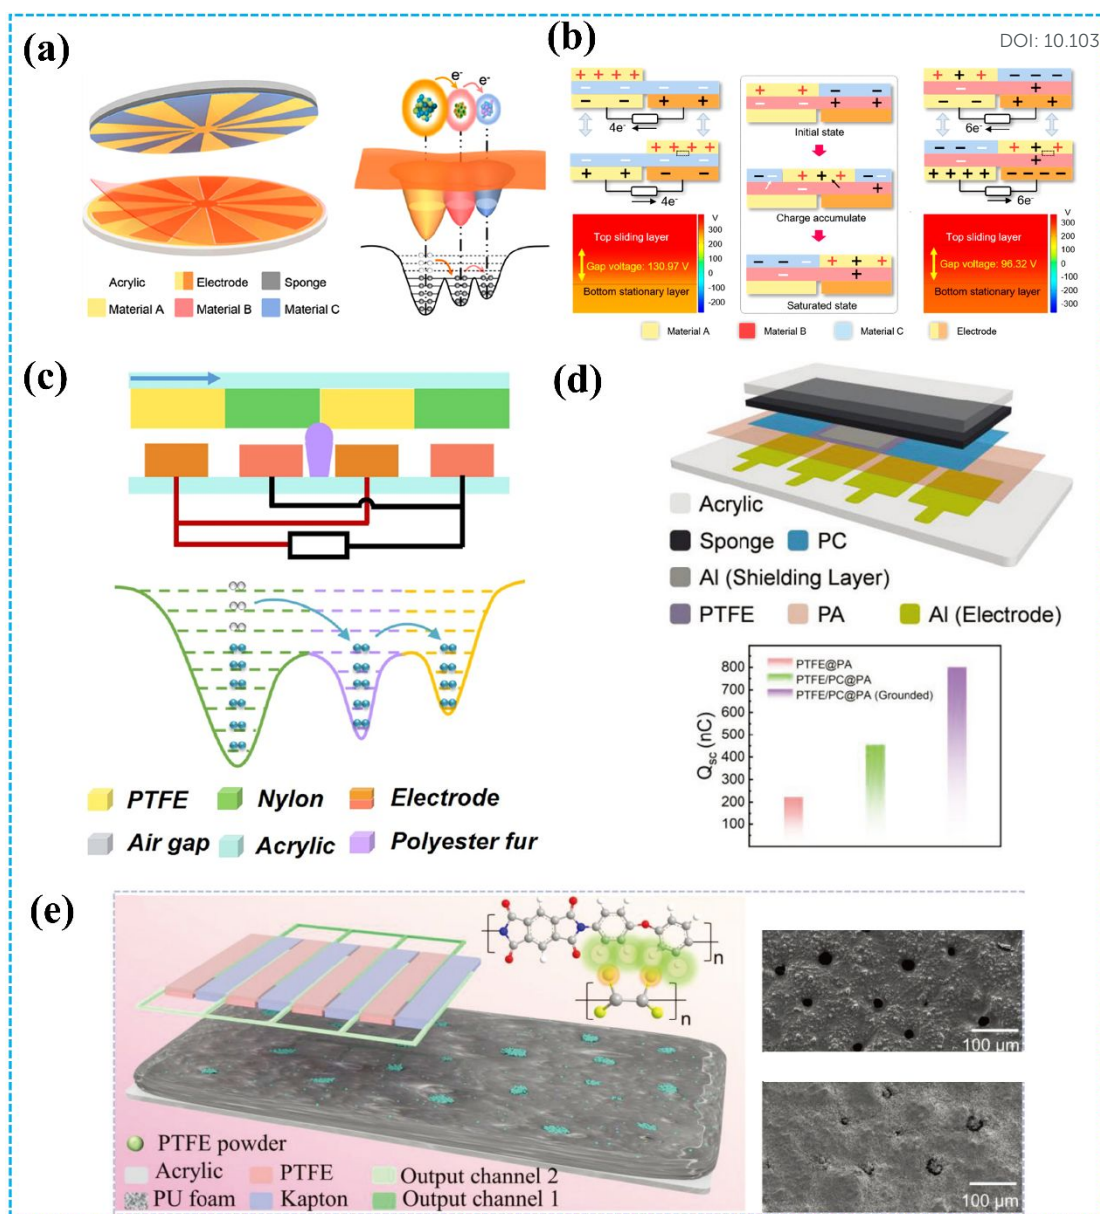 (a)
e⁻
e⁻
Acrylic
Electrode
Sponge
Material A
Material B
Material C
(b)
DOI: 10.103
4e⁻
4e⁻
Initial state
Charge accumulate
Saturated state
6e⁻
6e⁻
Top sliding layer
Gap voltage: 130.97 V
Bottom stationary layer
V
300
200
100
0
-100
-200
-300
Top sliding layer
Gap voltage: 96.32 V
Bottom stationary layer
V
300
200
100
0
-100
-200
-300
Material A
Material B
Material C
Electrode
(c)
PTFE
Nylon
Electrode
Air gap
Acrylic
Polyester fur
(d)
Acrylic
Sponge
PC
Al (Shielding Layer)
PTFE
PA
Al (Electrode)
PTFE@PA
PTFE/PC@PA
PTFE/PC@PA (Grounded)
Qsc (nC)
800
700
600
500
400
300
200
100
(e)
n
n
PTFE powder
Acrylic
PTFE
Output channel 2
PU foam
Kapton
Output channel 1
100 μm
100 μm